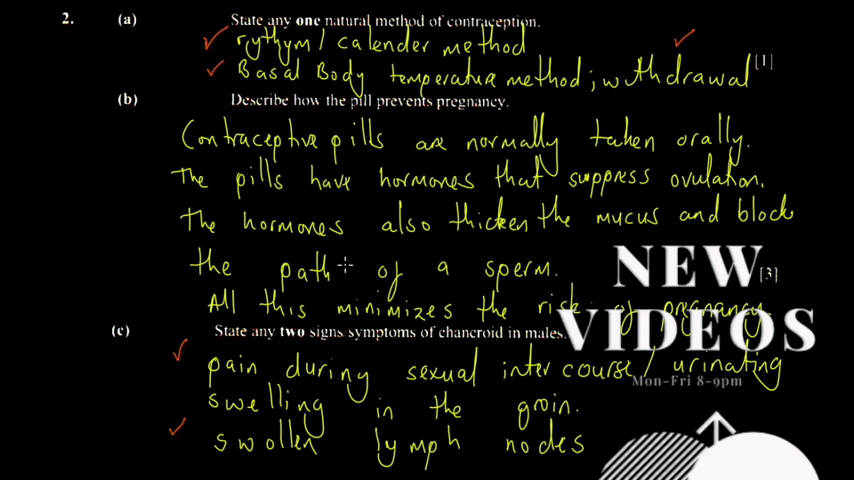 2. (a) State any one natural method of contraception.
rythym / calender method
Basal Body temperature method; withdrawal [1]
(b) Describe how the pill prevents pregnancy.
Contraceptive pills are normally taken orally.
The pills have hormones that suppress ovulation.
The hormones also thicken the mucus and block
the path of a sperm. [3]
All this minimizes the risk of pregnancy.
(c) State any two signs/symptoms of chancroid in males.
pain during sexual intercourse / urinating
swelling in the groin.
swollen lymph nodes
NEW
VIDEOS
Mon-Fri 8-9pm